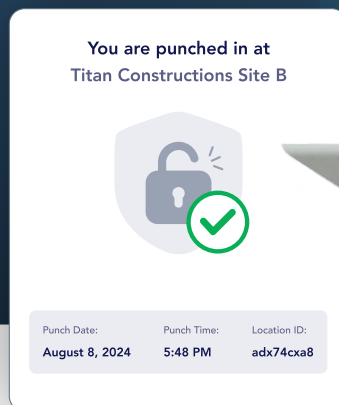 You are punched in at
Titan Constructions Site B
Punch Date: Punch Time: Location ID:
August 8, 2024 5:48 PM adx74cxa8